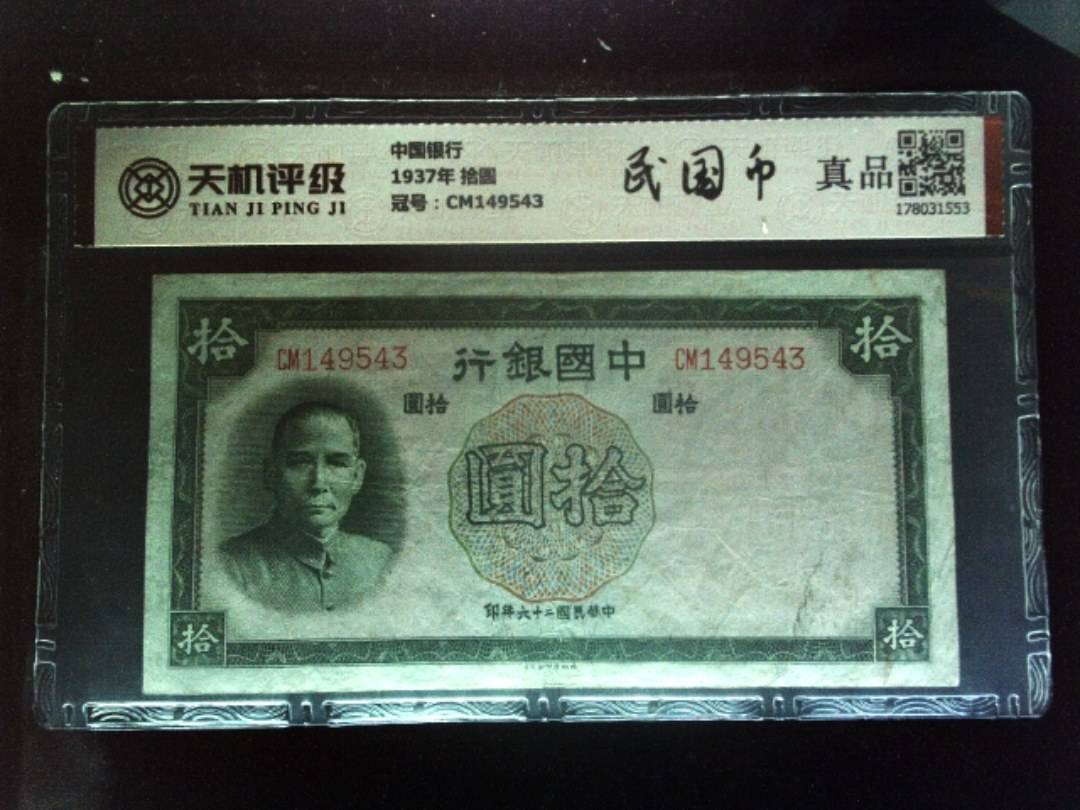 天机评级
TIAN JI PING JI
中国银行
1937年 拾圆
冠号：CM149543
民国币
真品
178031553
拾
拾
CM149543
行銀國中
CM149543
圓拾
圓拾
圓拾
印年六十二國民華中
拾
拾